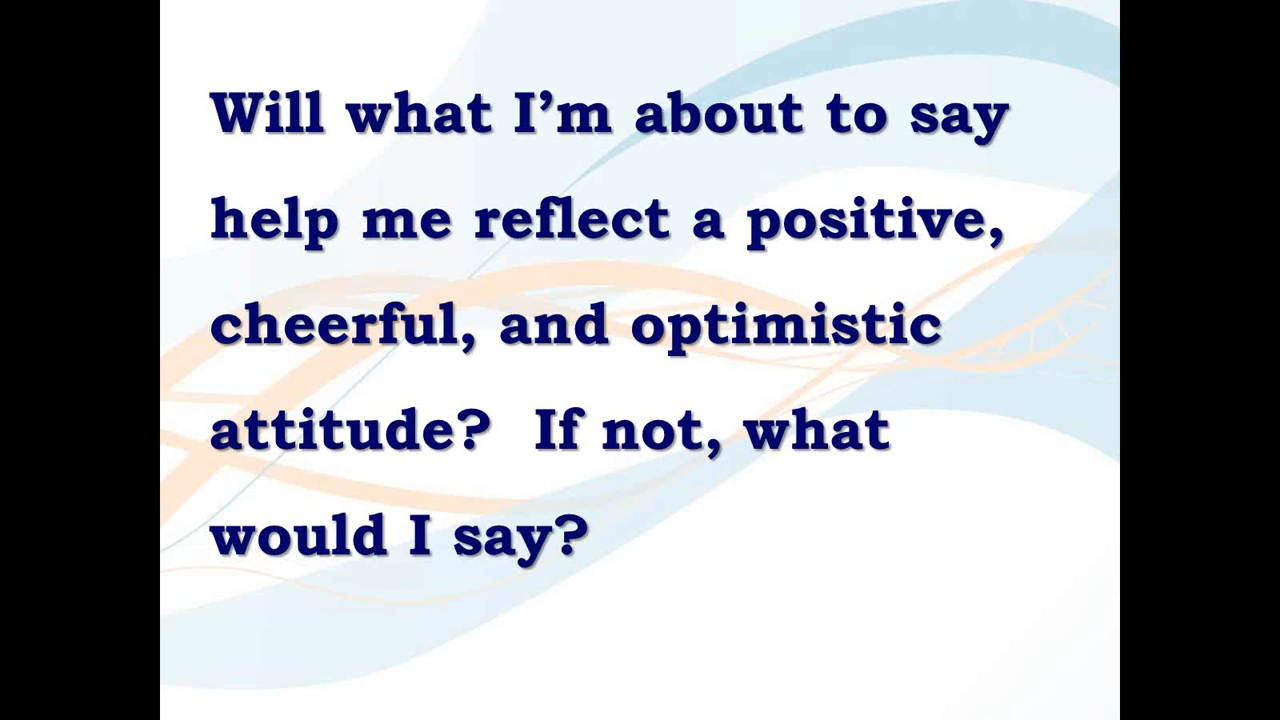 Will what I’m about to say
help me reflect a positive,
cheerful, and optimistic
attitude?  If not, what
would I say?